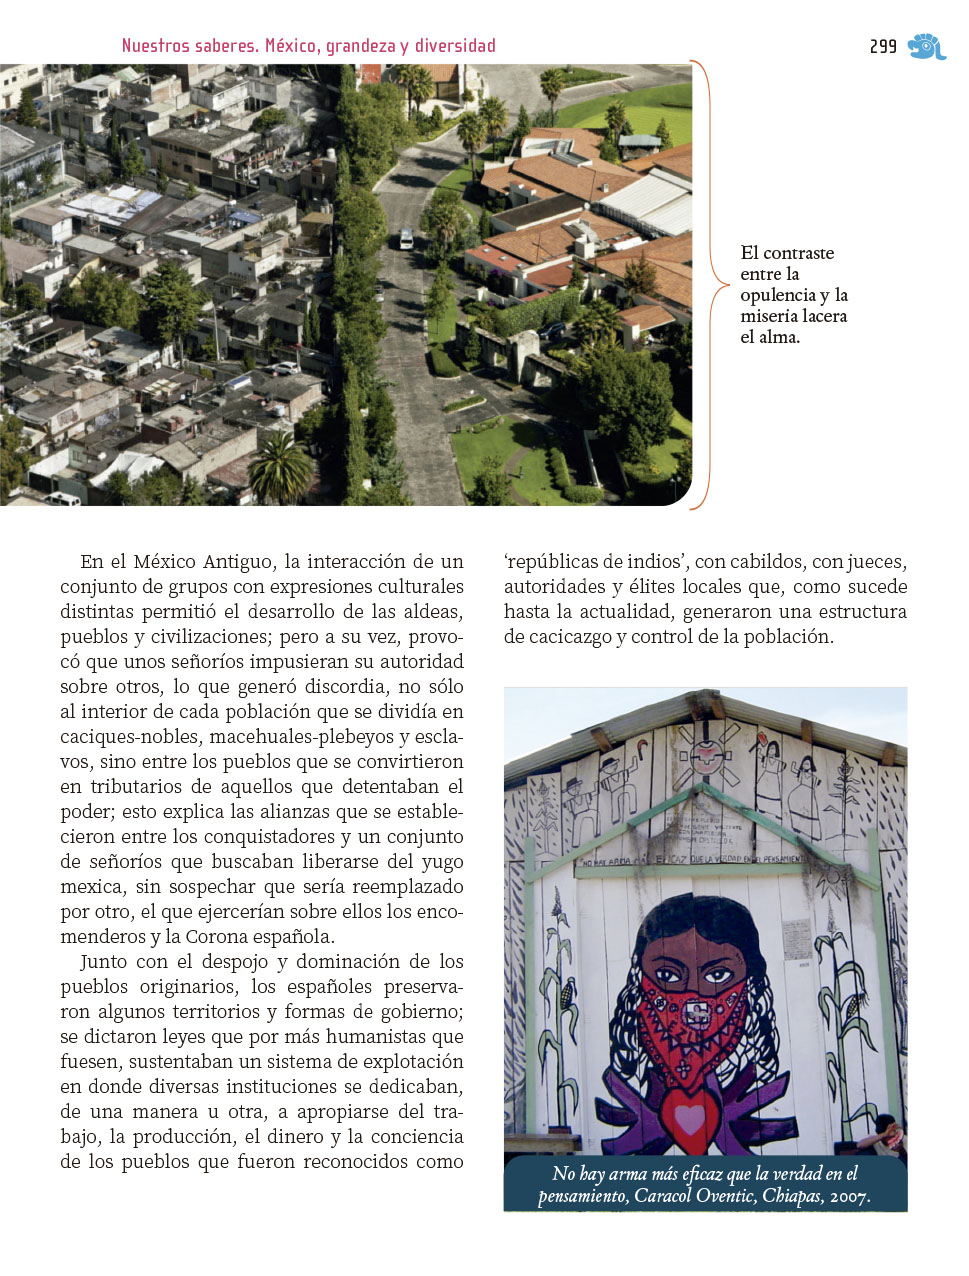 Nuestros saberes. México, grandeza y diversidad
299
El contraste
entre la
opulencia y la
miseria lacera
el alma.
En el México Antiguo, la interacción de un
conjunto de grupos con expresiones culturales
distintas permitió el desarrollo de las aldeas,
pueblos y civilizaciones; pero a su vez, provo-
có que unos señoríos impusieran su autoridad
sobre otros, lo que generó discordia, no sólo
al interior de cada población que se dividía en
caciques-nobles, macehuales-plebeyos y escla-
vos, sino entre los pueblos que se convirtieron
en tributarios de aquellos que detentaban el
poder; esto explica las alianzas que se estable-
cieron entre los conquistadores y un conjunto
de señoríos que buscaban liberarse del yugo
mexica, sin sospechar que sería reemplazado
por otro, el que ejercerían sobre ellos los enco-
menderos y la Corona española.
Junto con el despojo y dominación de los
pueblos originarios, los españoles preserva-
ron algunos territorios y formas de gobierno;
se dictaron leyes que por más humanistas que
fuesen, sustentaban un sistema de explotación
en donde diversas instituciones se dedicaban,
de una manera u otra, a apropiarse del tra-
bajo, la producción, el dinero y la conciencia
de los pueblos que fueron reconocidos como
‘repúblicas de indios’, con cabildos, con jueces,
autoridades y élites locales que, como sucede
hasta la actualidad, generaron una estructura
de cacicazgo y control de la población.
NO HAY ARMA MÁS EFICAZ QUE LA VERDAD EN EL PENSAMIENTO
No hay arma más eficaz que la verdad en el
pensamiento, Caracol Oventic, Chiapas, 2007.